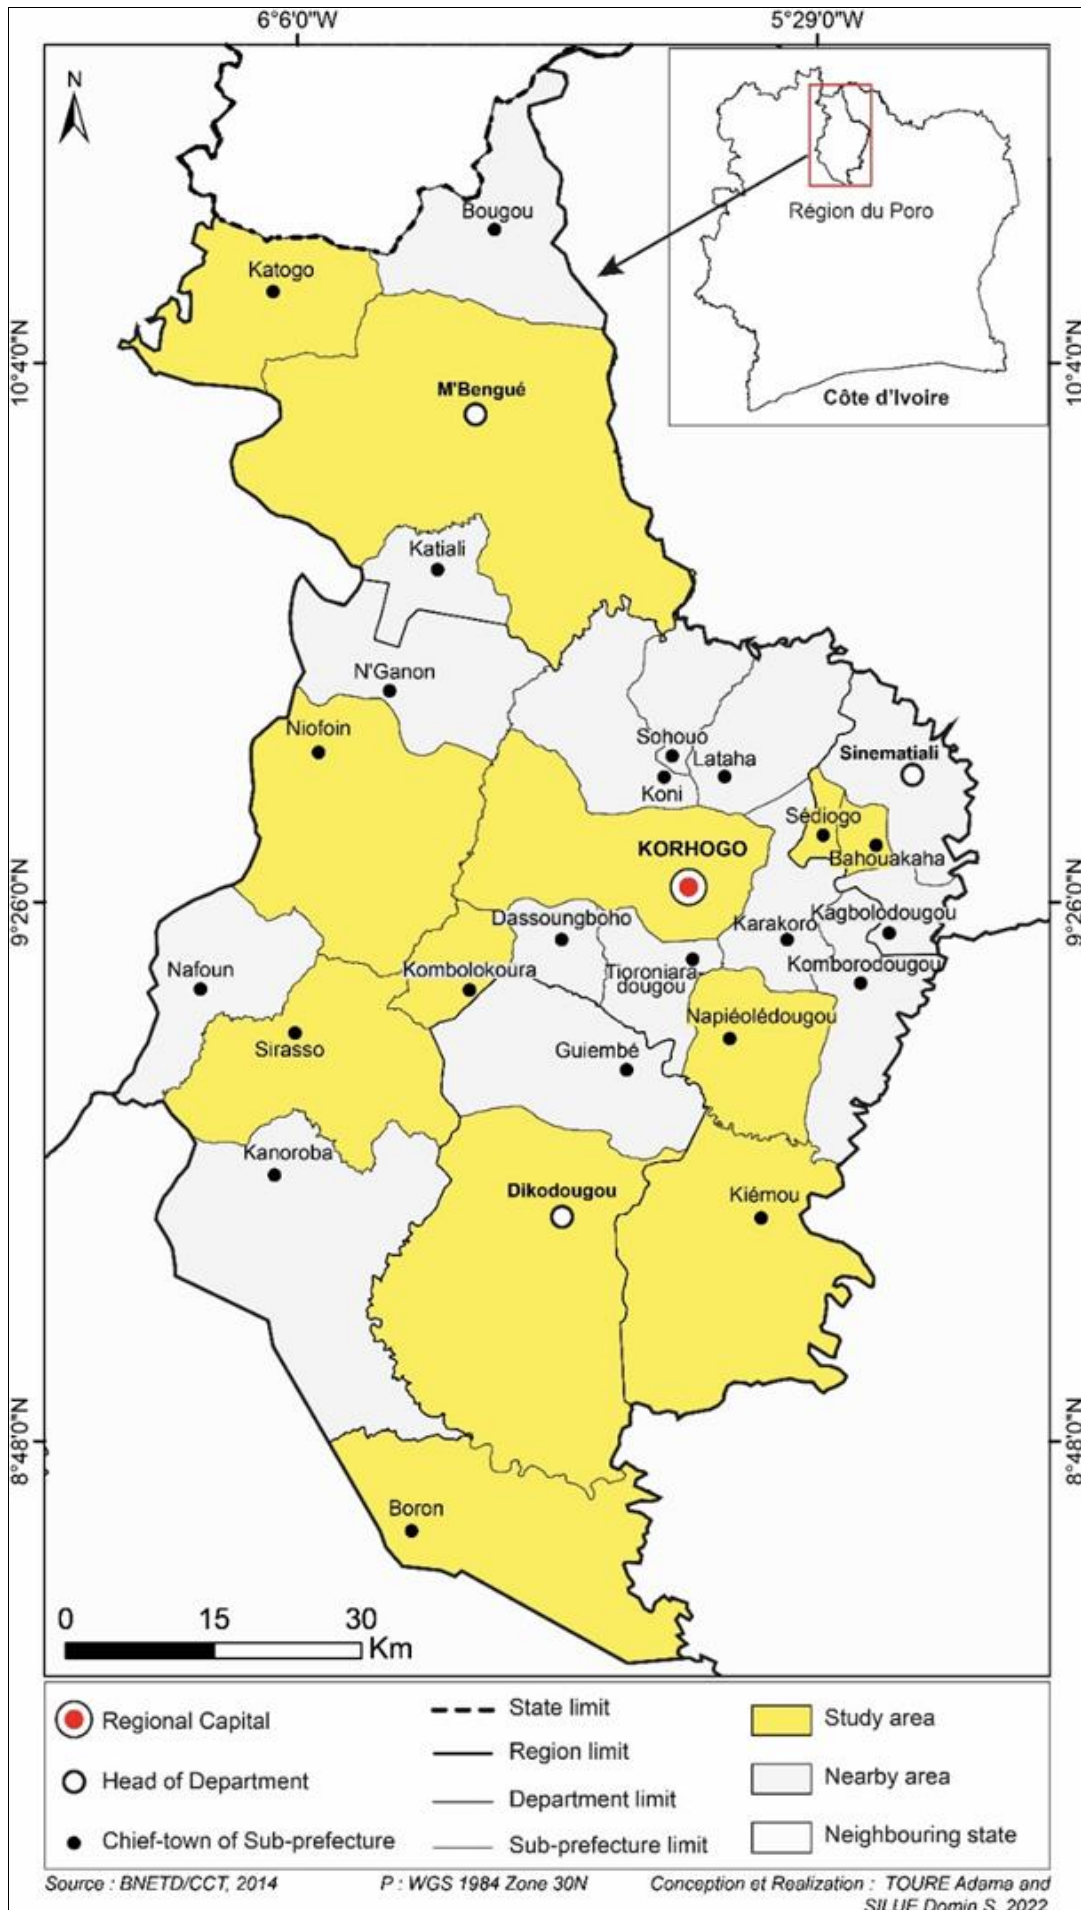 6°6'0"W
5°29'0"W
N
Région du Poro
Côte d'Ivoire
Bougou
Katogo
10°4'0"N
10°4'0"N
M'Bengué
Katiali
N'Ganon
Niofoin
Sohouo
Lataha
Koni
Sinematiali
Sédiogo
Bahouakaha
KORHOGO
9°26'0"N
9°26'0"N
Dassoungboho
Karakoro
Kagbolodougou
Nafoun
Kombolokoura
Tioroniara-
dougou
Komborodougou
Napiéolédougou
Sirasso
Guiembé
Kanoroba
Dikodougou
Kiémou
8°48'0"N
8°48'0"N
Boron
0 15 30
Km
Regional Capital
Head of Department
Chief-town of Sub-prefecture
State limit
Region limit
Department limit
Sub-prefecture limit
Study area
Nearby area
Neighbouring state
Source : BNETD/CCT, 2014
P : WGS 1984 Zone 30N
Conception et Realization : TOURE Adama and
SILUE Domin S, 2022